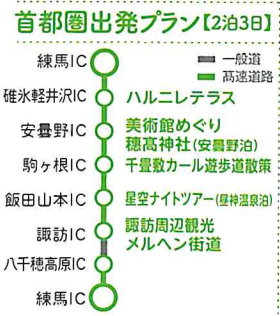 首都圏出発プラン【2泊3日】
一般道
高速道路
練馬IC
碓氷軽井沢IC ハルニレテラス
安曇野IC 美術館めぐり
穂高神社(安曇野泊)
駒ヶ根IC 千畳敷カール遊歩道散策
飯田山本IC 星空ナイトツアー(昼神温泉泊)
諏訪IC 諏訪周辺観光
メルヘン街道
八千穂高原IC
練馬IC